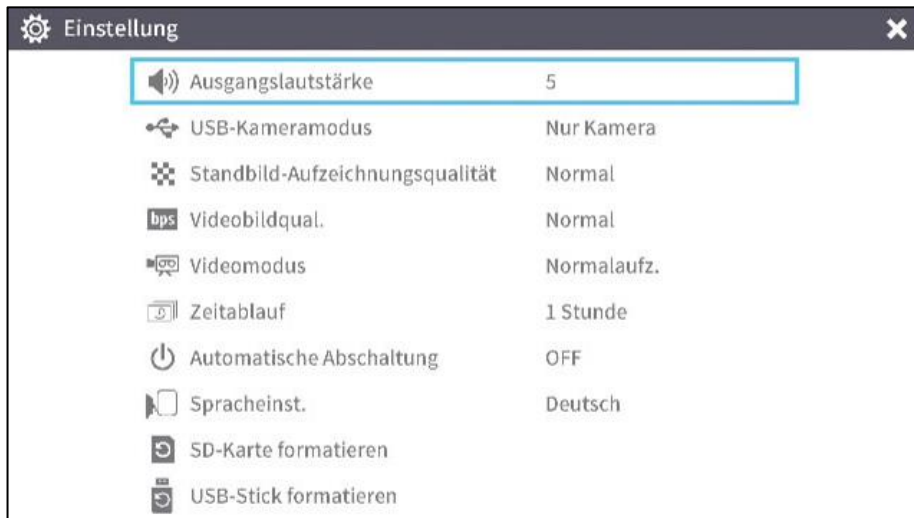 Einstellung
Ausgangslautstärke 5
USB-Kameramodus Nur Kamera
Standbild-Aufzeichnungsqualität Normal
bps Videobildqual. Normal
Videomodus Normalaufz.
Zeitablauf 1 Stunde
Automatische Abschaltung OFF
Spracheinst. Deutsch
SD-Karte formatieren
USB-Stick formatieren